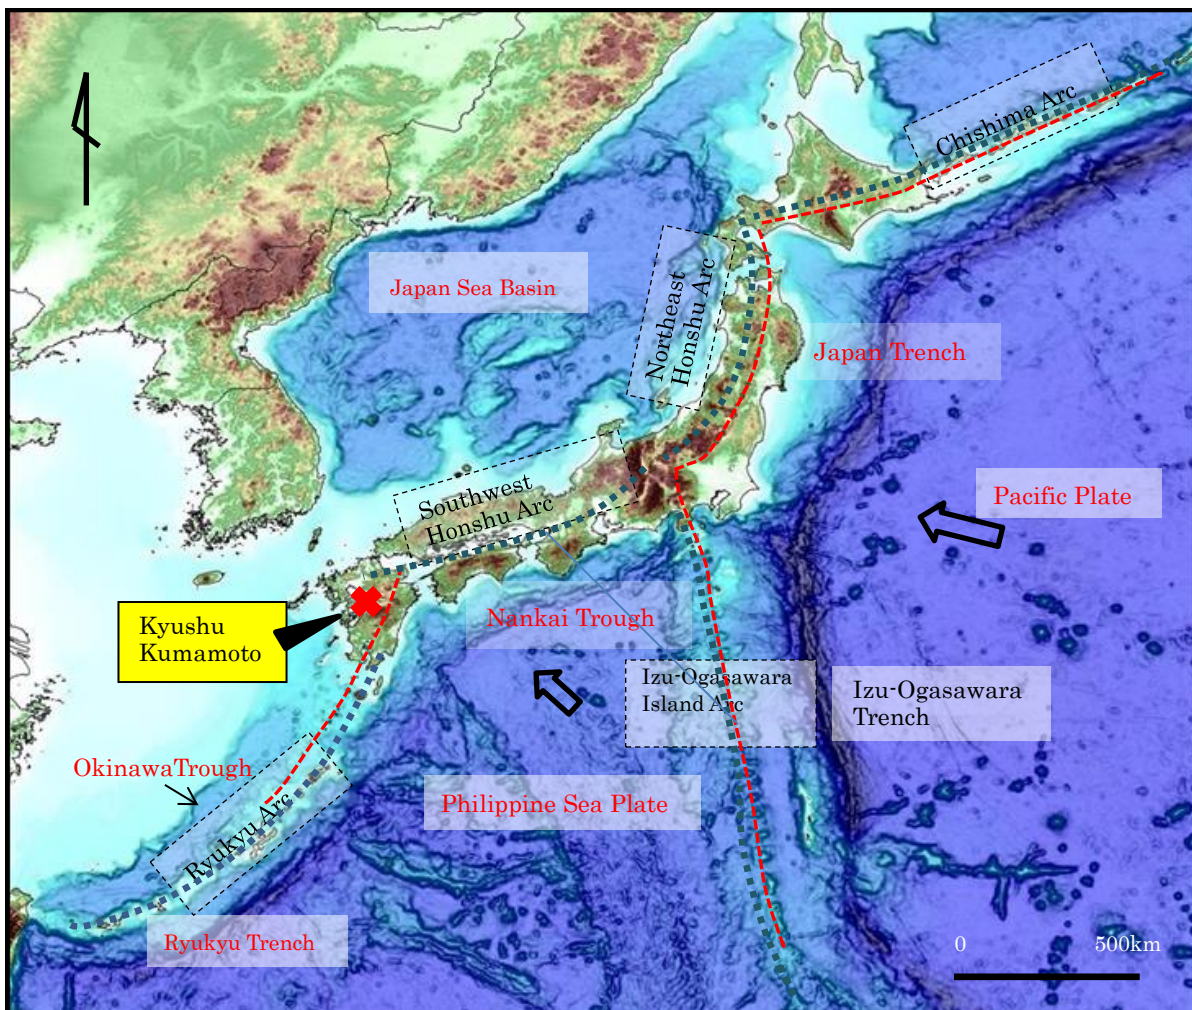 Chishima Arc
Japan Sea Basin
Northeast
Honshu Arc
Japan Trench
Southwest
Honshu Arc
Pacific Plate
Kyushu
Kumamoto
Nankai Trough
Izu-Ogasawara
Island Arc
Izu-Ogasawara
Trench
OkinawaTrough
Philippine Sea Plate
Ryukyu Arc
Ryukyu Trench
0 500km